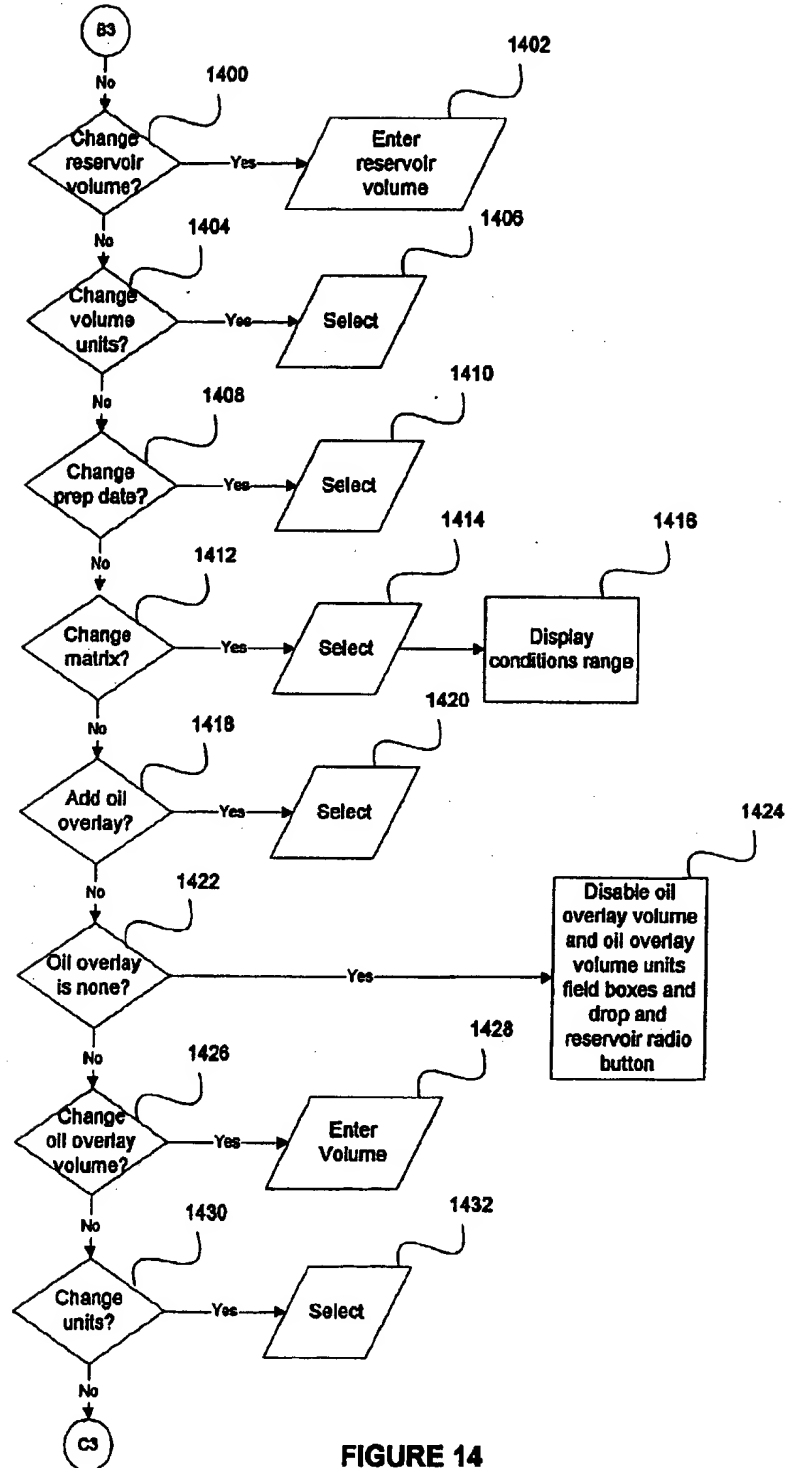 B3
No
1400
1402
Change
reservoir
volume?
Yes
Enter
reservoir
volume
No
1404
1406
Change
volume
units?
Yes
Select
No
1408
1410
Change
prep date?
Yes
Select
No
1412
1414
1416
Change
matrix?
Yes
Select
Display
conditions range
No
1418
1420
Add oil
overlay?
Yes
Select
No
1422
1424
Oil overlay
is none?
Yes
Disable oil
overlay volume
and oil overlay
volume units
field boxes and
drop and
reservoir radio
button
No
1426
1428
Change
oil overlay
volume?
Yes
Enter
Volume
No
1430
1432
Change
units?
Yes
Select
No
C3
FIGURE 14